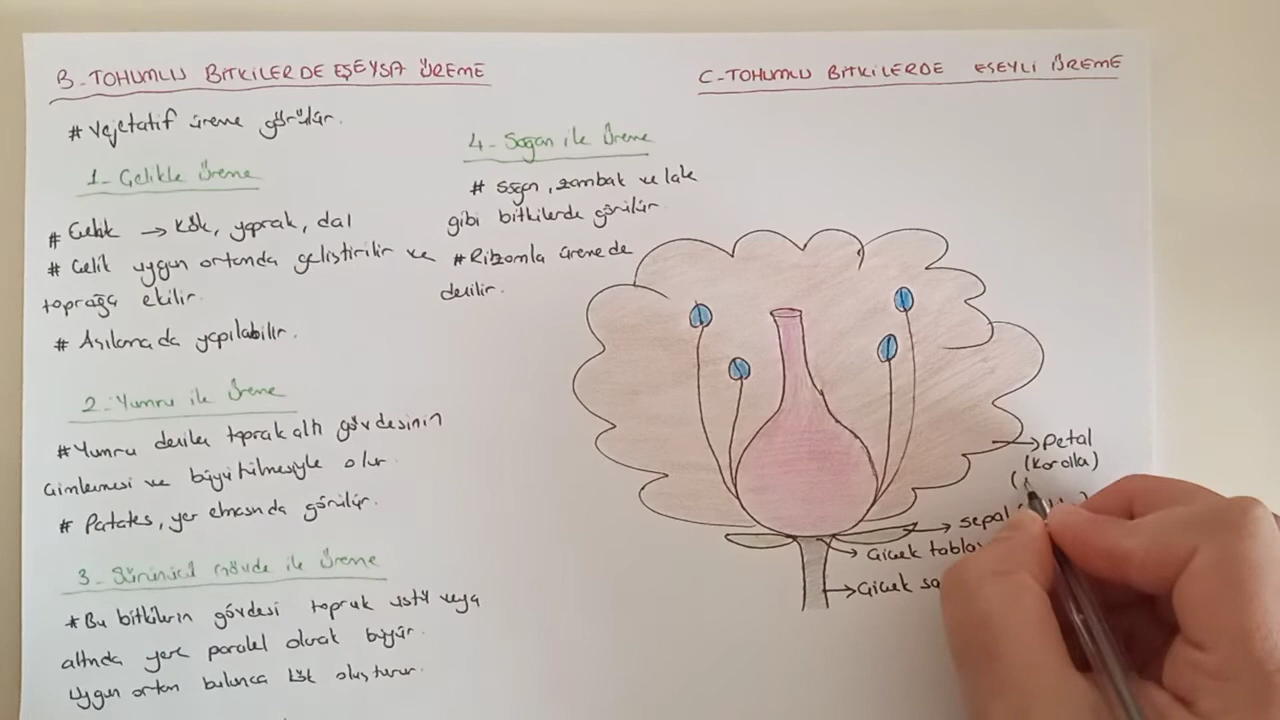 B-TOHUMLU BİTKİLERDE EŞEYSA ÜREME
# Vejetatif üreme görülür.
1- Çelikle Üreme
# Çelik → kök, yaprak, dal
# Çelik uygun ortamda geliştirilir ve
toprağa ekilir.
# Aşılama da yapılabilir.
2- Yumru ile Üreme
# Yumru denilen toprak altı gövdesinin
çimlenmesi ve büyütülmesiyle olur.
# Patates, yer elmasında görülür.
3- Sürünücü Gövde ile Üreme
# Bu bitkilerin gövdesi toprak üstü veya
altında yere paralel olarak büyür.
Uygun ortam bulunca kök oluşturur.
4- Soğan ile Üreme
# Soğan, zambak ve lale
gibi bitkilerde görülür.
# Rizomla üreme de
denilir.
C-TOHUMLU BİTKİLERDE EŞEYLİ ÜREME
Petal
(Korolla)
(
Sepal
Çiçek
Çiçek